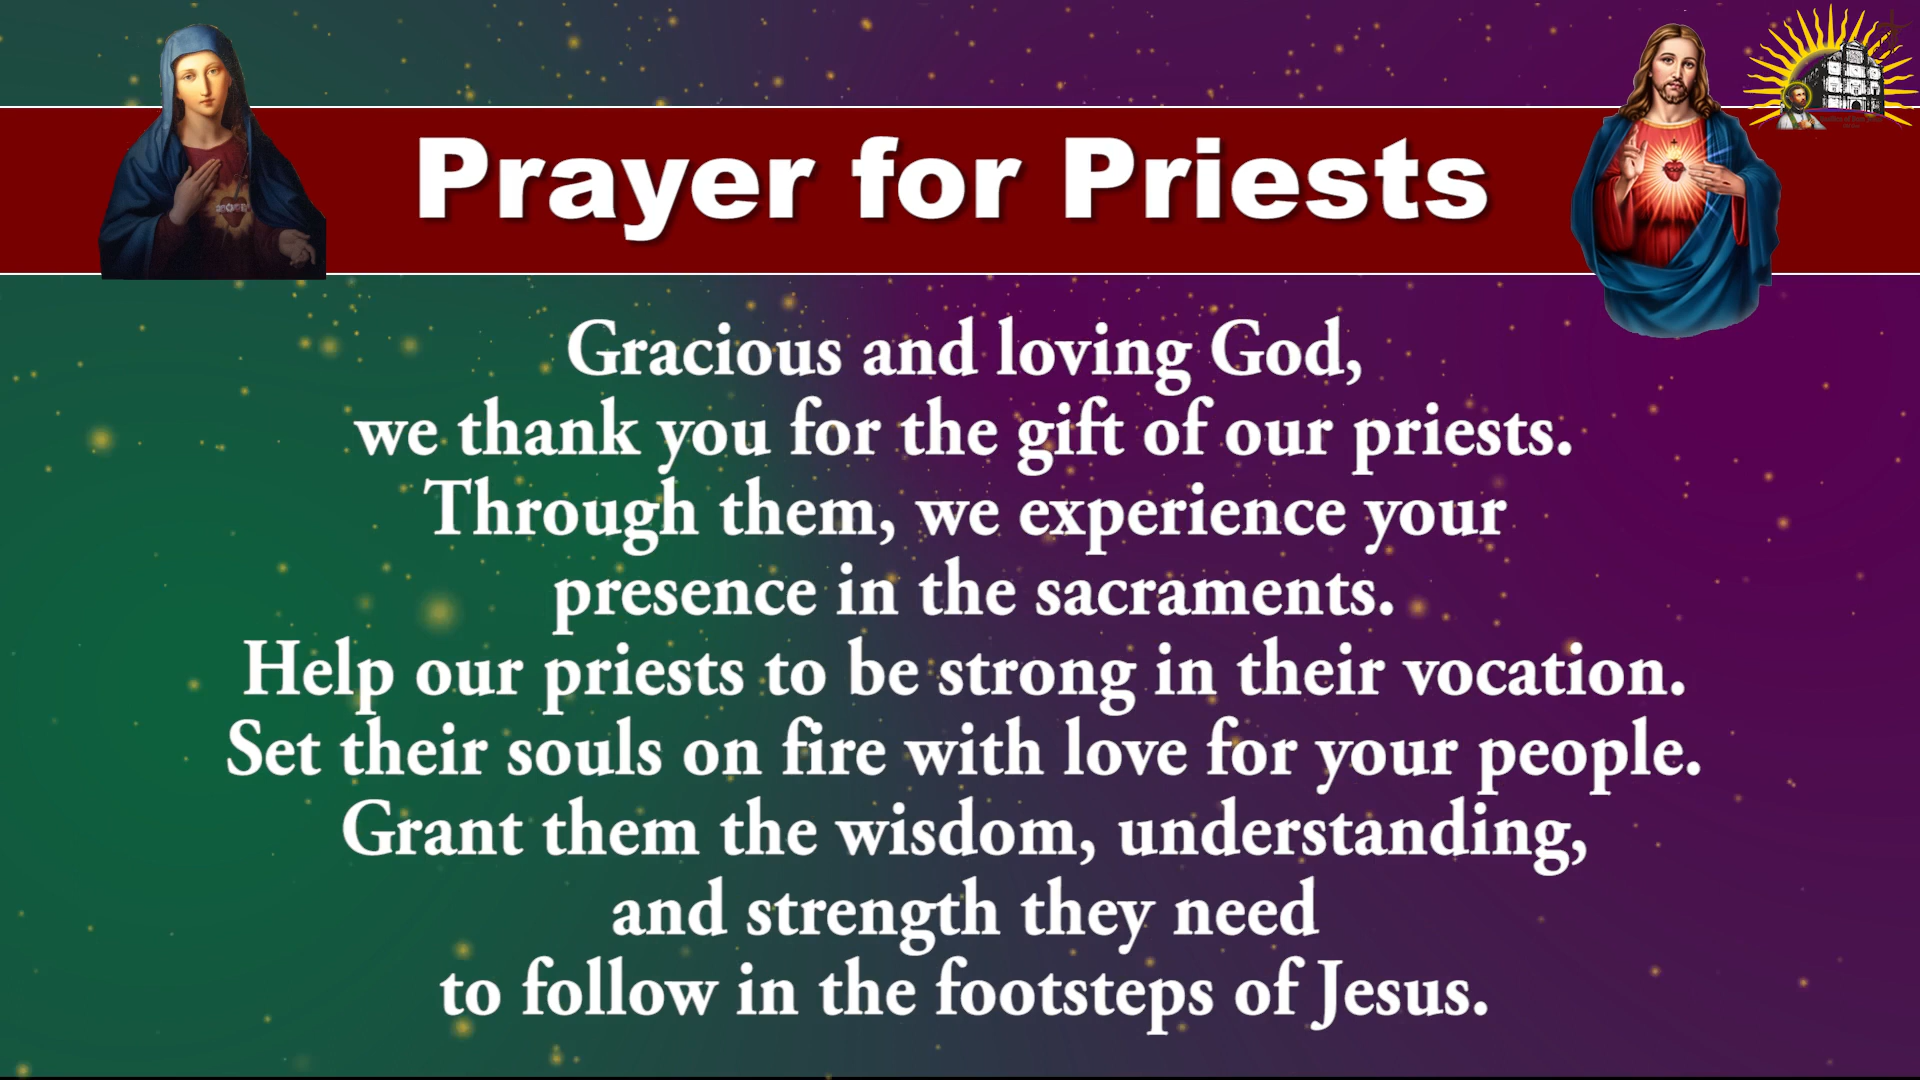 Prayer for Priests
Gracious and loving God,
we thank you for the gift of our priests.
Through them, we experience your
presence in the sacraments.
Help our priests to be strong in their vocation.
Set their souls on fire with love for your people.
Grant them the wisdom, understanding,
and strength they need
to follow in the footsteps of Jesus.